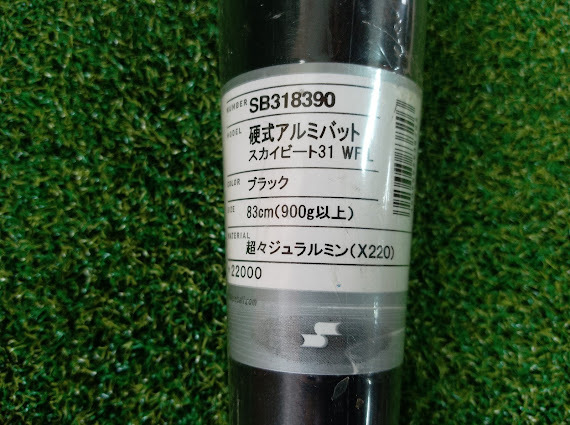 NUMBER SB318390
MODEL 硬式アルミバット
スカイビート31 WF L
COLOR ブラック
SIZE 83cm(900g以上)
MATERIAL
超々ジュラルミン(X220)
22000